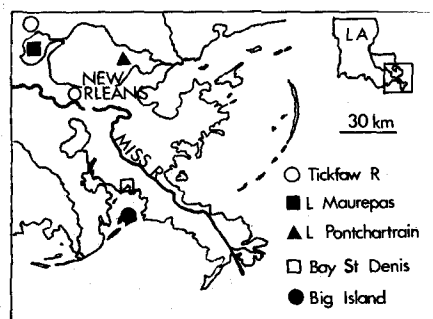 LA
NEW
ORLEANS
30 km
MISS R
Tickfaw R
L Maurepas
L Pontchartrain
Bay St Denis
Big Island